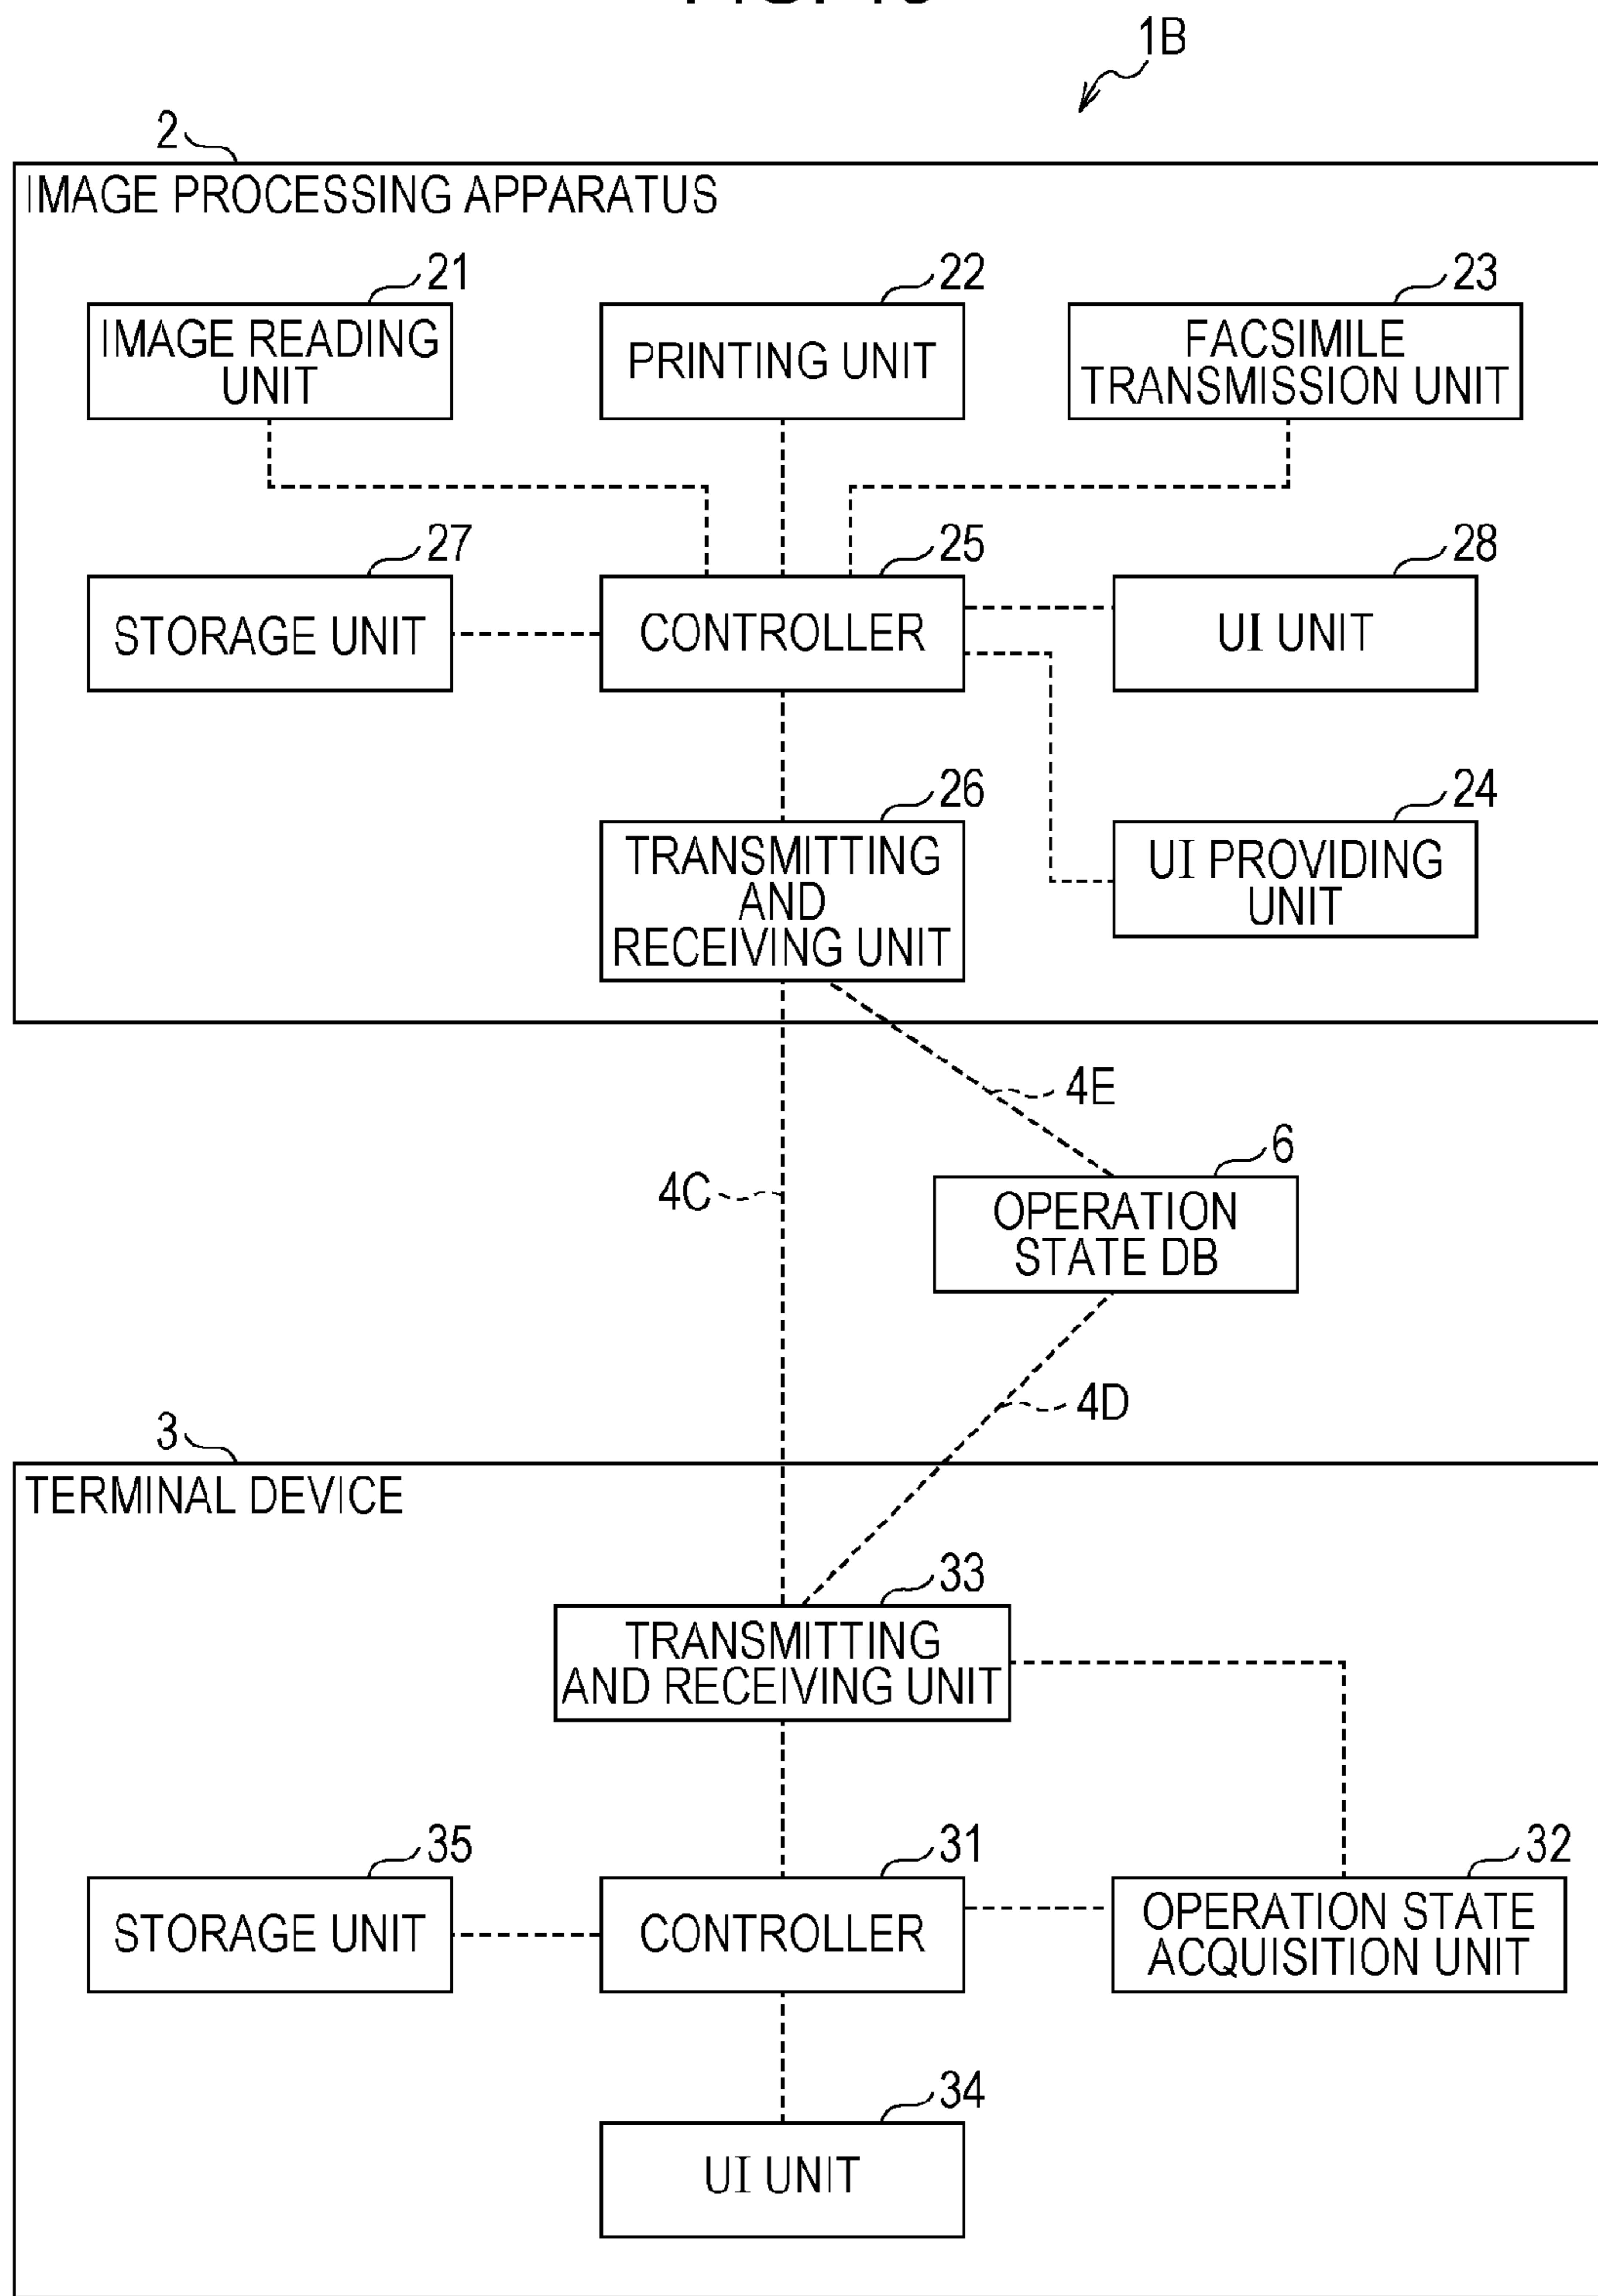 1B
2
IMAGE PROCESSING APPARATUS
21
22
23
IMAGE READING
UNIT
PRINTING UNIT
FACSIMILE
TRANSMISSION UNIT
27
25
28
STORAGE UNIT
CONTROLLER
UI UNIT
26
24
TRANSMITTING
AND
RECEIVING UNIT
UI PROVIDING
UNIT
4E
6
4C
OPERATION
STATE DB
4D
3
TERMINAL DEVICE
33
TRANSMITTING
AND RECEIVING UNIT
35
31
32
STORAGE UNIT
CONTROLLER
OPERATION STATE
ACQUISITION UNIT
34
UI UNIT